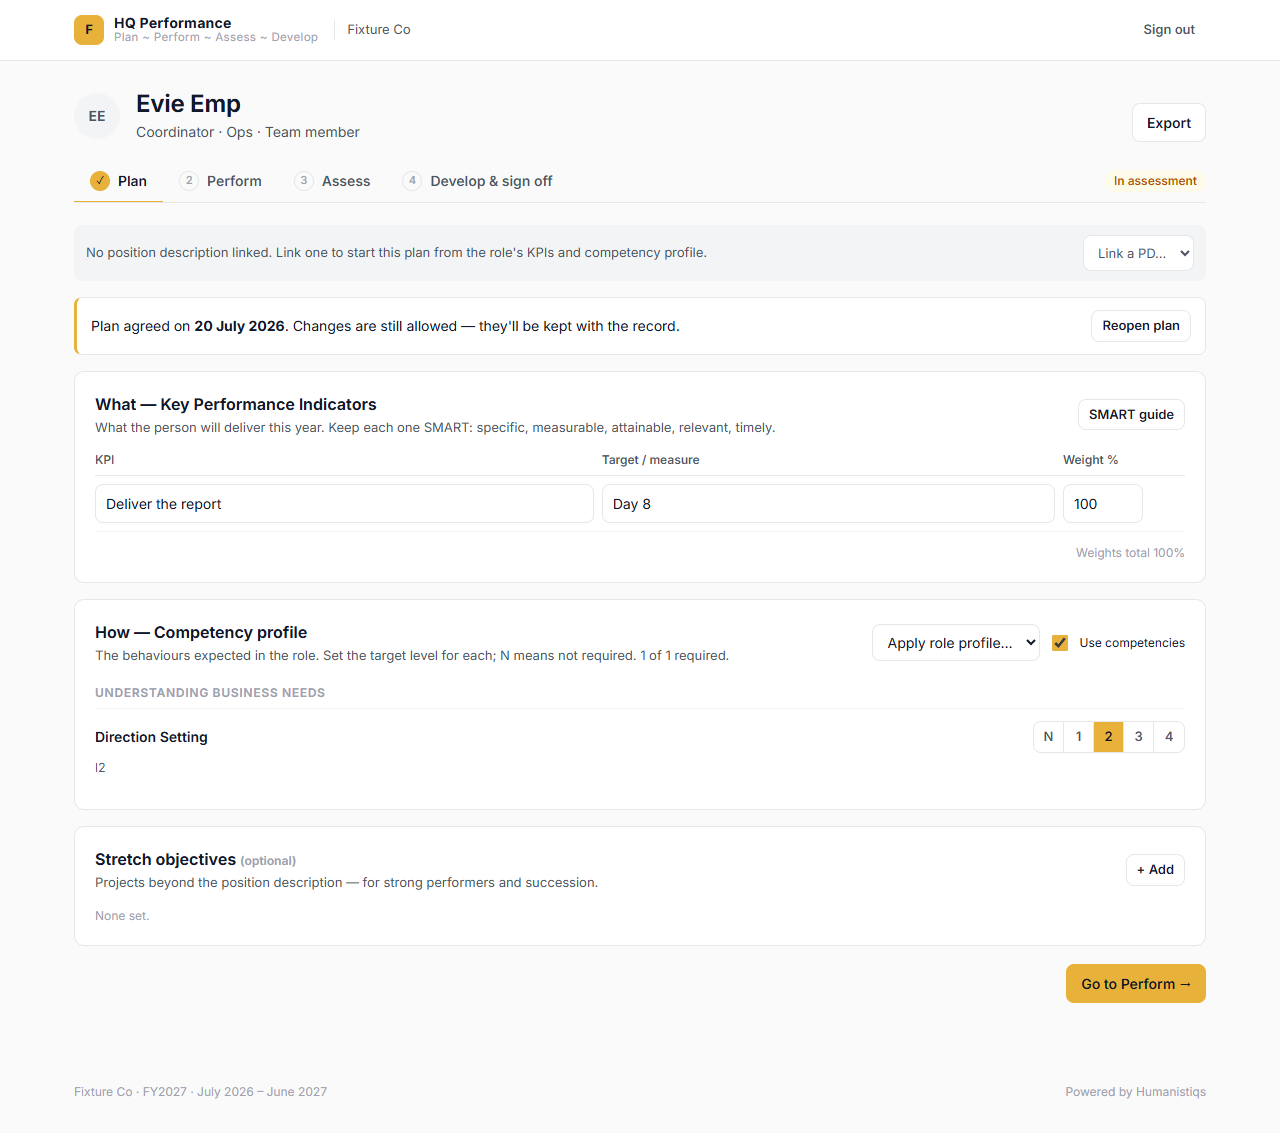 F
HQ Performance
Plan ~ Perform ~ Assess ~ Develop
Fixture Co
Sign out
EE
Evie Emp
Coordinator · Ops · Team member
Export
✓ Plan
2 Perform
3 Assess
4 Develop & sign off
In assessment
No position description linked. Link one to start this plan from the role's KPIs and competency profile.
Link a PD...
Plan agreed on 20 July 2026. Changes are still allowed — they'll be kept with the record.
Reopen plan
What — Key Performance Indicators
What the person will deliver this year. Keep each one SMART: specific, measurable, attainable, relevant, timely.
SMART guide
KPI Target / measure Weight %
Deliver the report Day 8 100
Weights total 100%
How — Competency profile
The behaviours expected in the role. Set the target level for each; N means not required. 1 of 1 required.
Apply role profile...
Use competencies
UNDERSTANDING BUSINESS NEEDS
Direction Setting
N 1 2 3 4
l2
Stretch objectives (optional)
Projects beyond the position description — for strong performers and succession.
+ Add
None set.
Go to Perform →
Fixture Co · FY2027 · July 2026 – June 2027
Powered by Humanistiqs